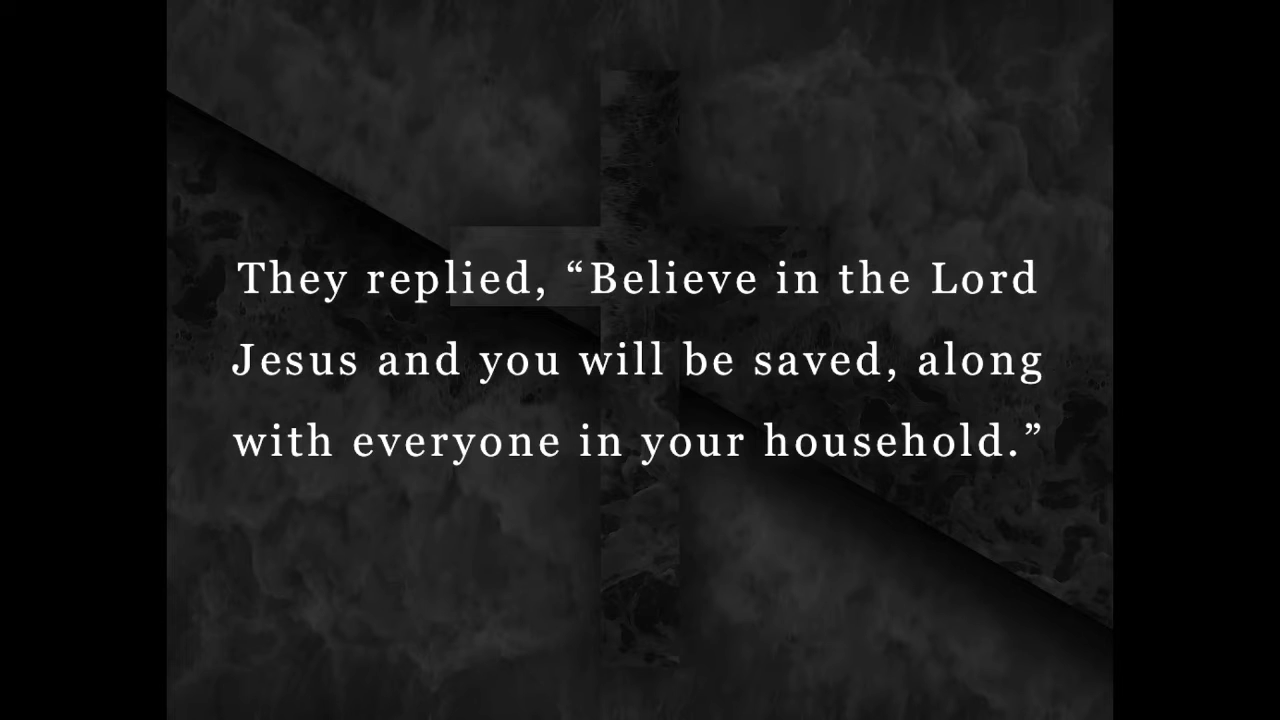 They replied, “Believe in the Lord
Jesus and you will be saved, along
with everyone in your household.”